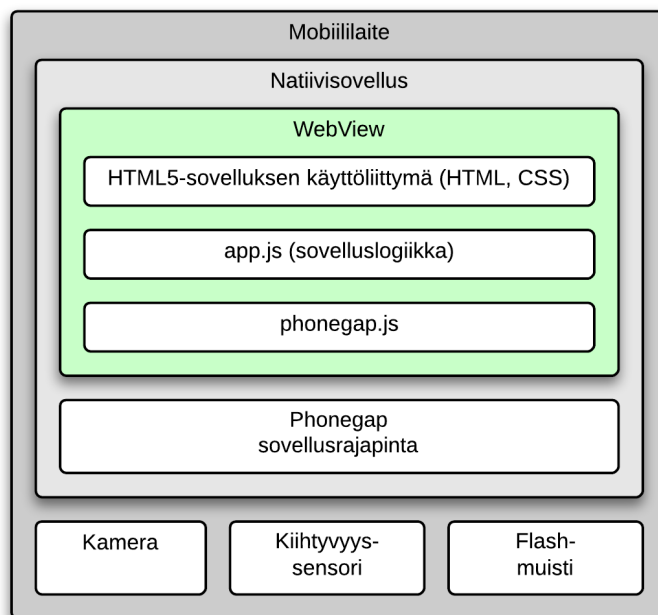 Mobiililaite
Natiivisovellus
WebView
HTML5-sovelluksen käyttöliittymä (HTML, CSS)
app.js (sovelluslogiikka)
phonegap.js
Phonegap
sovellusrajapinta
Kamera
Kiihtyvyys-
sensori
Flash-
muisti